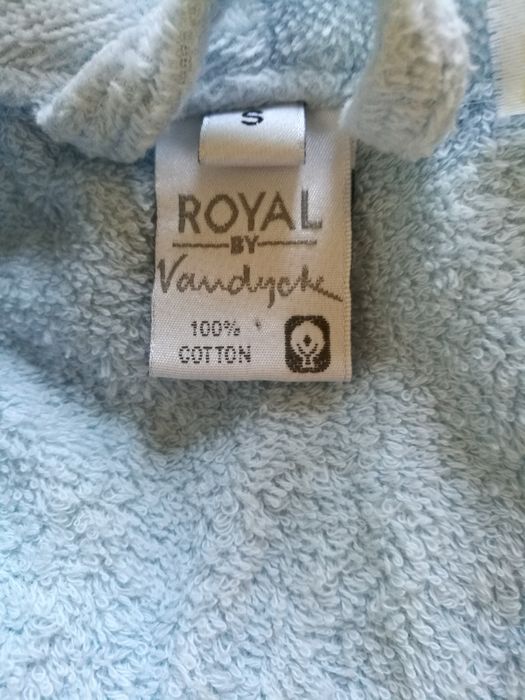 S
ROYAL
BY
Vandyck
100%
COTTON